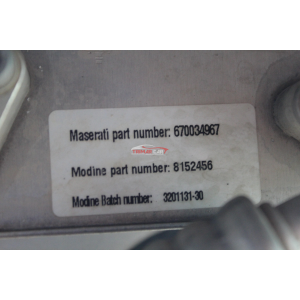 Maserati part number: 670034967
Modine part number: 8152456
Modine Batch number: 3201131-30